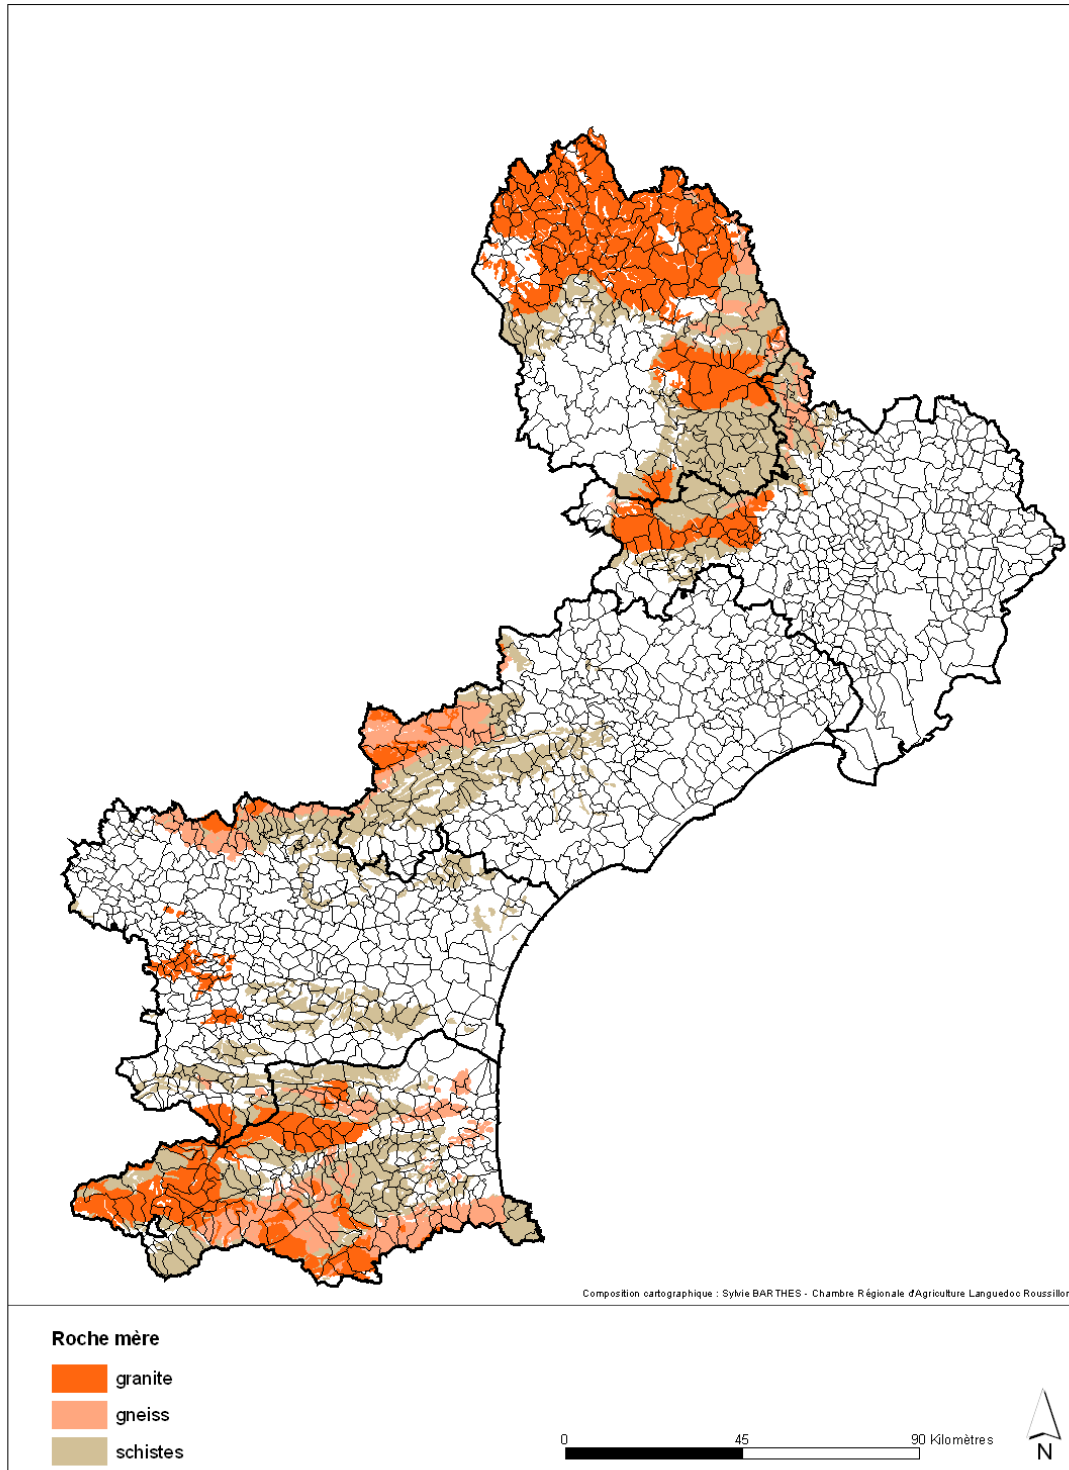 Composition cartographique : Sylvie BARTHES - Chambre Régionale d'Agriculture Languedoc Roussillon
Roche mère
granite
gneiss
schistes
0 45 90 Kilomètres
N